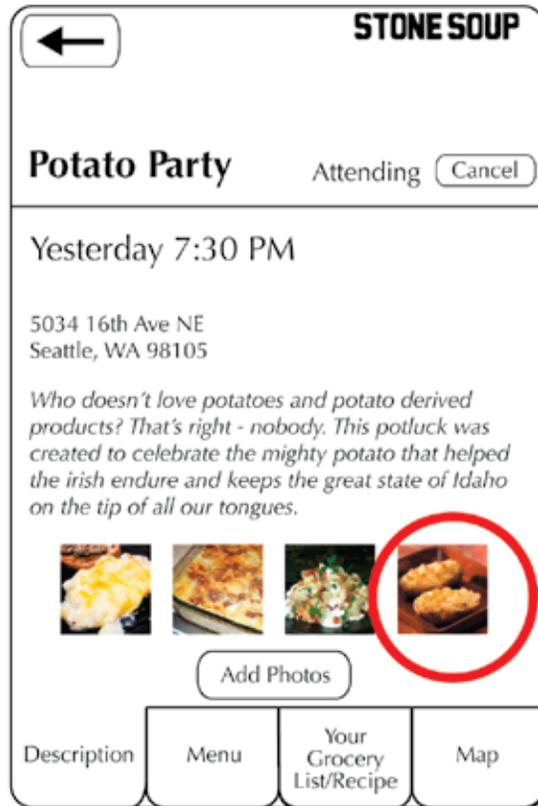 STONE SOUP
Potato Party
Attending Cancel
Yesterday 7:30 PM
5034 16th Ave NE
Seattle, WA 98105
Who doesn't love potatoes and potato derived
products? That's right - nobody. This potluck was
created to celebrate the mighty potato that helped
the irish endure and keeps the great state of Idaho
on the tip of all our tongues.
Add Photos
Description
Menu
Your
Grocery
List/Recipe
Map